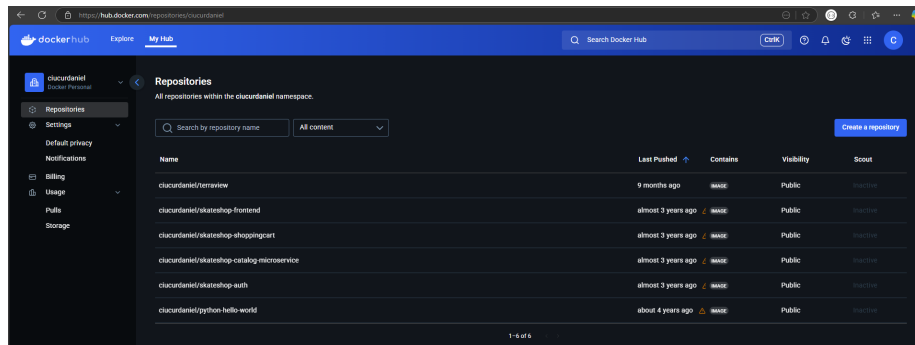 https://hub.docker.com/repositories/ciucurdaniel
dockerhub Explore My Hub Search Docker Hub CtrlK C
ciucurdaniel
Docker Personal
Repositories
Settings
Default privacy
Notifications
Billing
Usage
Pulls
Storage
Repositories
All repositories within the ciucurdaniel namespace.
Search by repository name All content Create a repository
Name Last Pushed Contains Visibility Scout
ciucurdaniel/terraview 9 months ago IMAGE Public Inactive
ciucurdaniel/skateshop-frontend almost 3 years ago IMAGE Public Inactive
ciucurdaniel/skateshop-shoppingcart almost 3 years ago IMAGE Public Inactive
ciucurdaniel/skateshop-catalog-microservice almost 3 years ago IMAGE Public Inactive
ciucurdaniel/skateshop-auth almost 3 years ago IMAGE Public Inactive
ciucurdaniel/python-hello-world about 4 years ago IMAGE Public Inactive
1–6 of 6